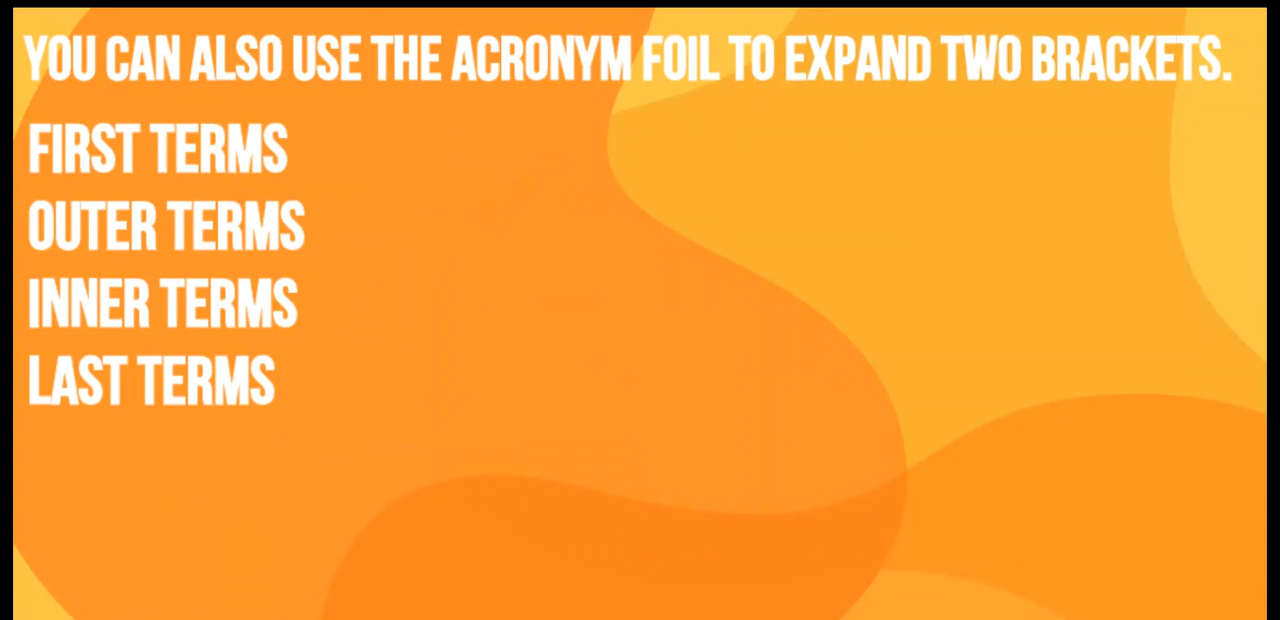 YOU CAN ALSO USE THE ACRONYM FOIL TO EXPAND TWO BRACKETS.
FIRST TERMS
OUTER TERMS
INNER TERMS
LAST TERMS